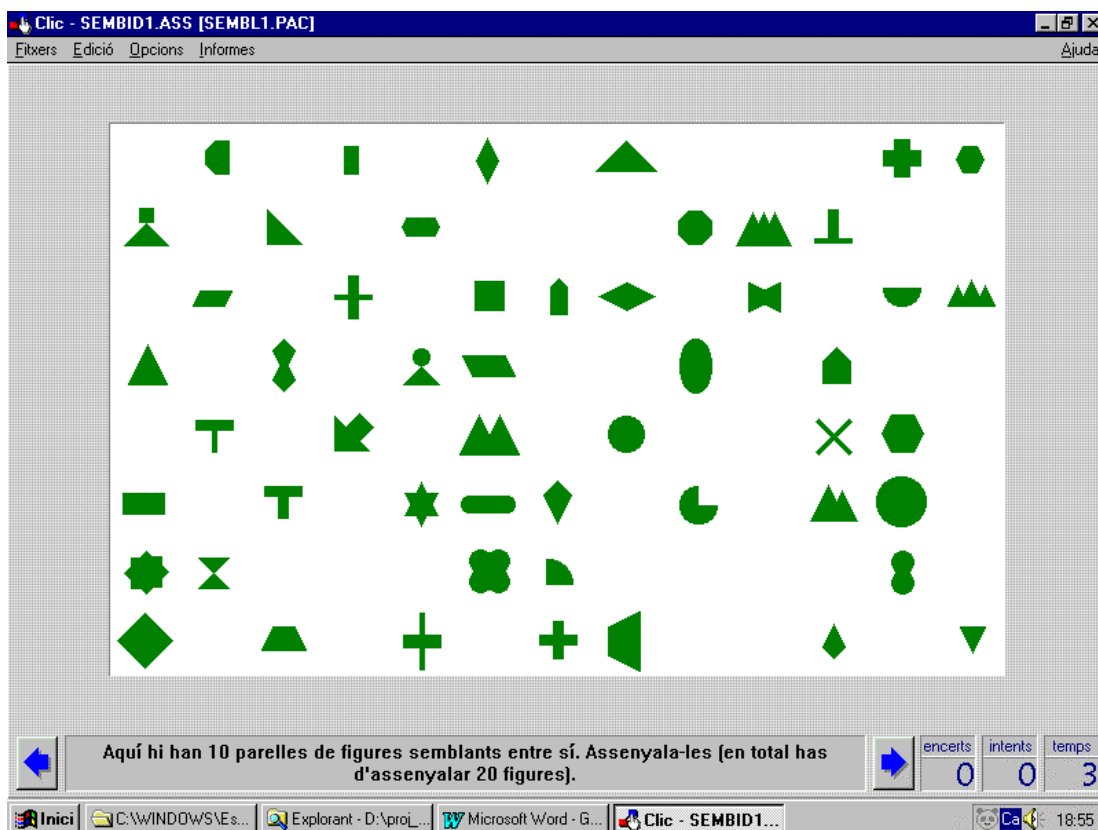 Clic - SEMBID1.ASS [SEMBL1.PAC]
Fitxers Edició Opcions Informes Ajuda
Aquí hi han 10 parelles de figures semblants entre sí. Assenyala-les (en total has
d'assenyalar 20 figures).
encerts intents temps
0 0 3
Inici C:\WINDOWS\Es... Explorant - D:\proj_... Microsoft Word - G... Clic - SEMBID1... Ca 18:55